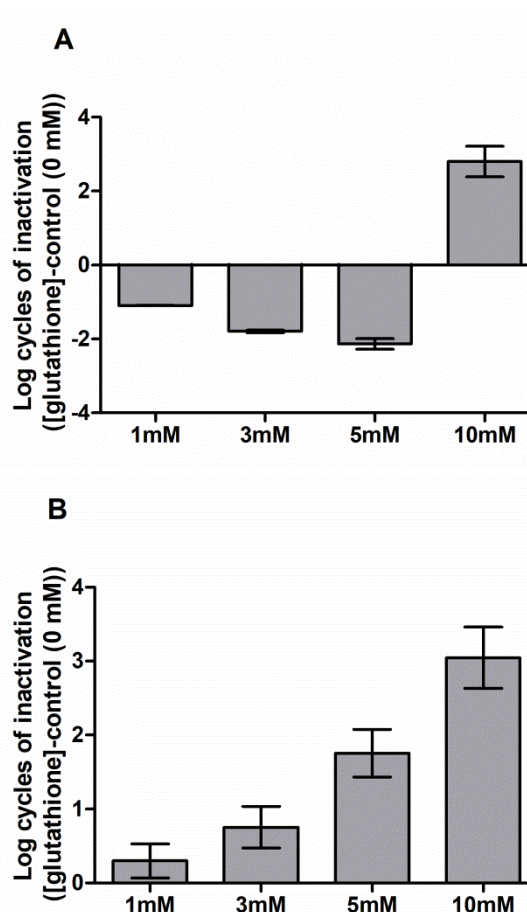 A
Log cycles of inactivation
([glutathione]-control (0 mM))
4
2
0
-2
-4
1mM 3mM 5mM 10mM
B
Log cycles of inactivation
([glutathione]-control (0 mM))
4
3
2
1
0
1mM 3mM 5mM 10mM